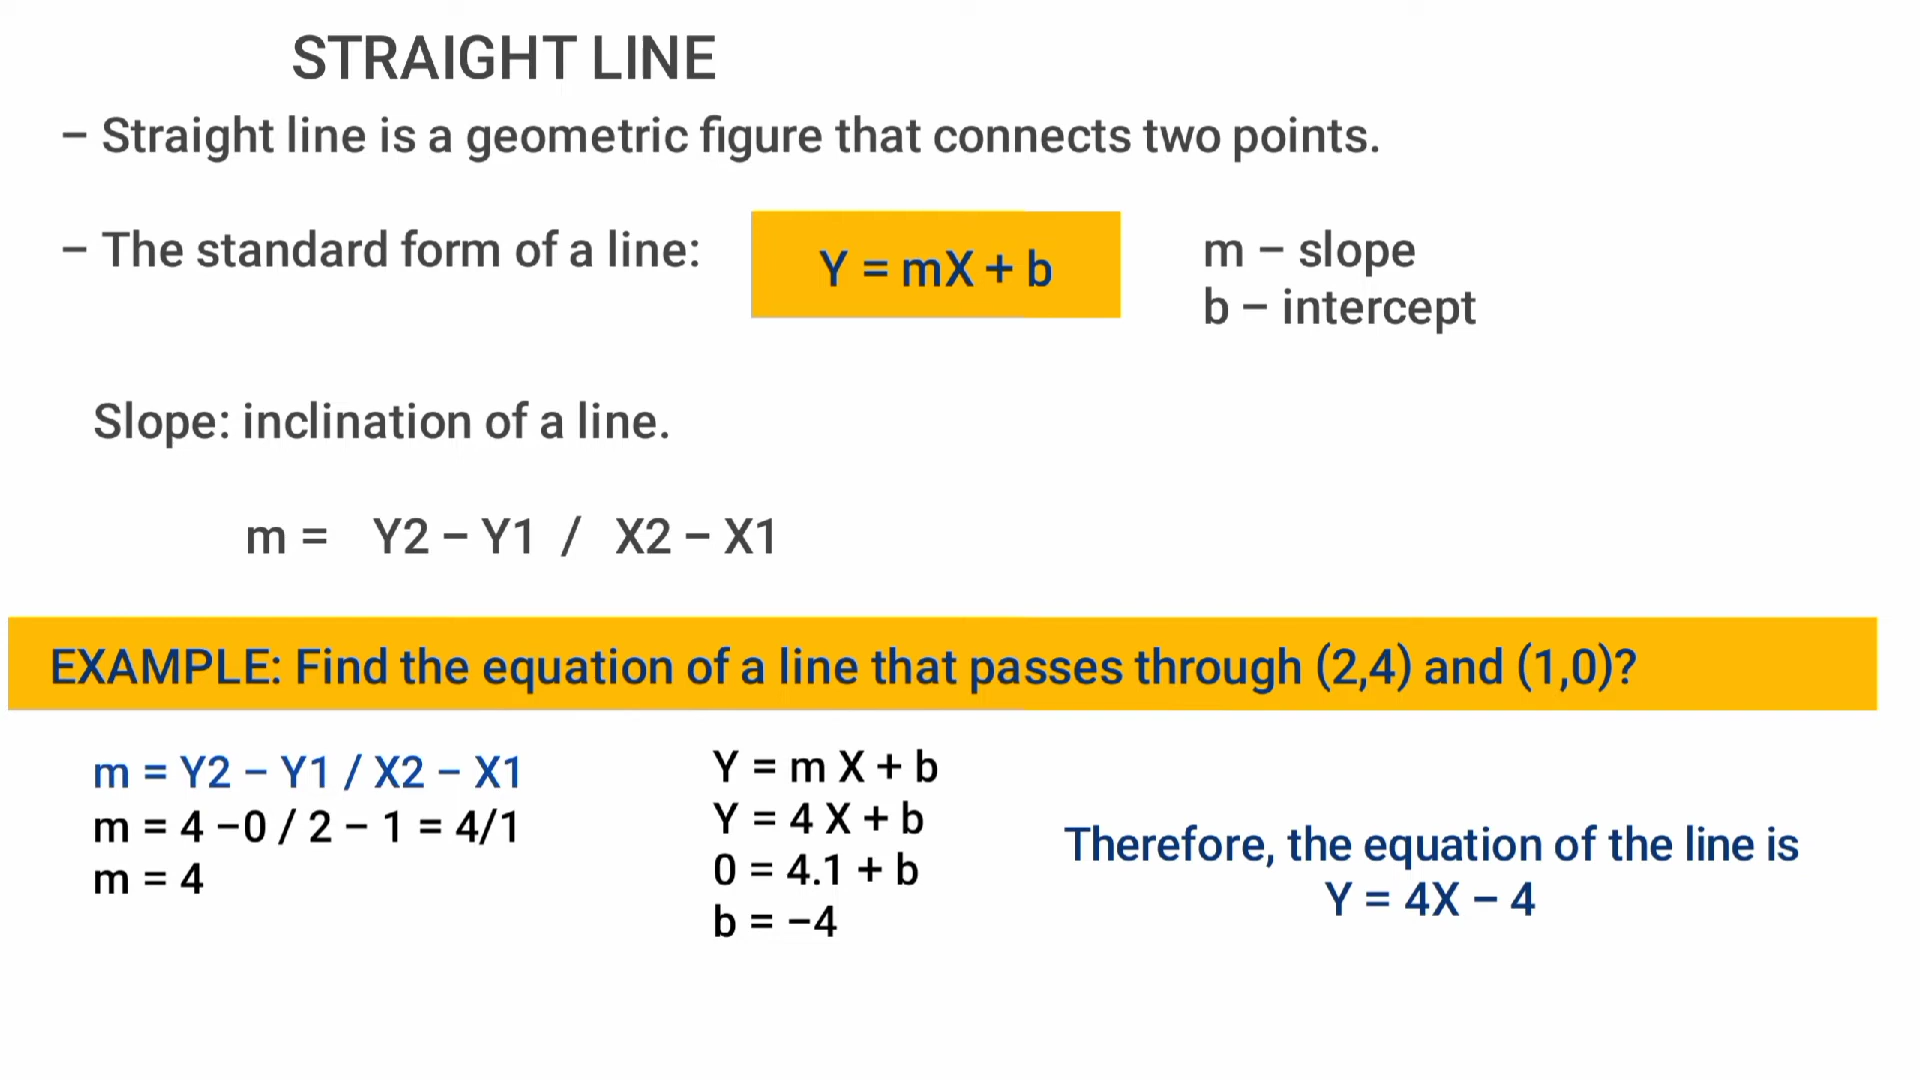 STRAIGHT LINE
– Straight line is a geometric figure that connects two points.
– The standard form of a line:
Y = mX + b
m – slope
b – intercept
Slope: inclination of a line.
m = Y2 – Y1 / X2 – X1
EXAMPLE: Find the equation of a line that passes through (2,4) and (1,0)?
m = Y2 – Y1 / X2 – X1
m = 4 –0 / 2 – 1 = 4/1
m = 4
Y = m X + b
Y = 4 X + b
0 = 4.1 + b
b = –4
Therefore, the equation of the line is
Y = 4X – 4